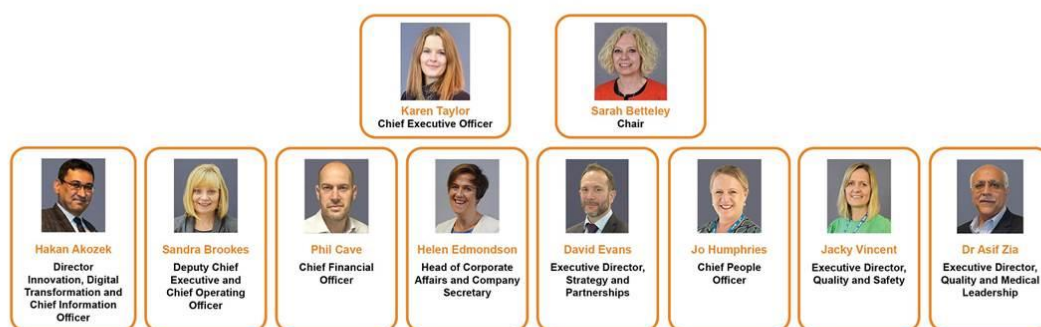 Karen Taylor
Chief Executive Officer
Sarah Betteley
Chair
Hakan Akozek
Director
Innovation, Digital
Transformation and
Chief Information
Officer
Sandra Brookes
Deputy Chief
Executive and
Chief Operating
Officer
Phil Cave
Chief Financial
Officer
Helen Edmondson
Head of Corporate
Affairs and Company
Secretary
David Evans
Executive Director,
Strategy and
Partnerships
Jo Humphries
Chief People
Officer
Jacky Vincent
Executive Director,
Quality and Safety
Dr Asif Zia
Executive Director,
Quality and Medical
Leadership